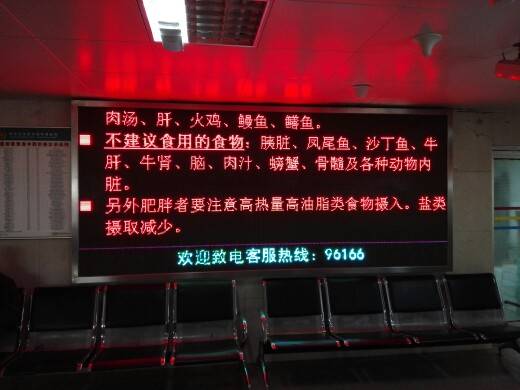 肉汤、肝、火鸡、鳗鱼、鳝鱼。
不建议食用的食物：胰脏、凤尾鱼、沙丁鱼、牛
肝、牛肾、脑、肉汁、螃蟹、骨髓及各种动物内
脏。
另外肥胖者要注意高热量高油脂类食物摄入。盐类
摄取减少。
欢迎致电客服热线：96166